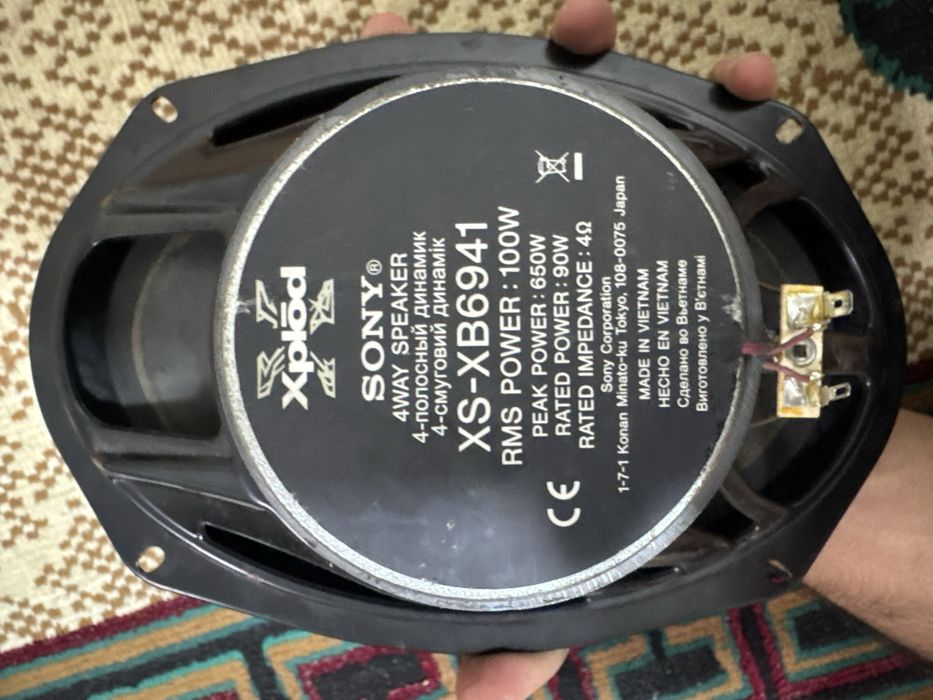 Xplōd
SONY®
4WAY SPEAKER
4-полосный динамик
4-смуговий динамік
XS-XB6941
RMS POWER : 100W
PEAK POWER : 650W
RATED POWER : 90W
RATED IMPEDANCE : 4Ω
Sony Corporation
1-7-1 Konan Minato-ku Tokyo, 108-0075 Japan
MADE IN VIETNAM
HECHO EN VIETNAM
Сделано во Вьетнаме
Виготовлено у В'єтнамі
CE